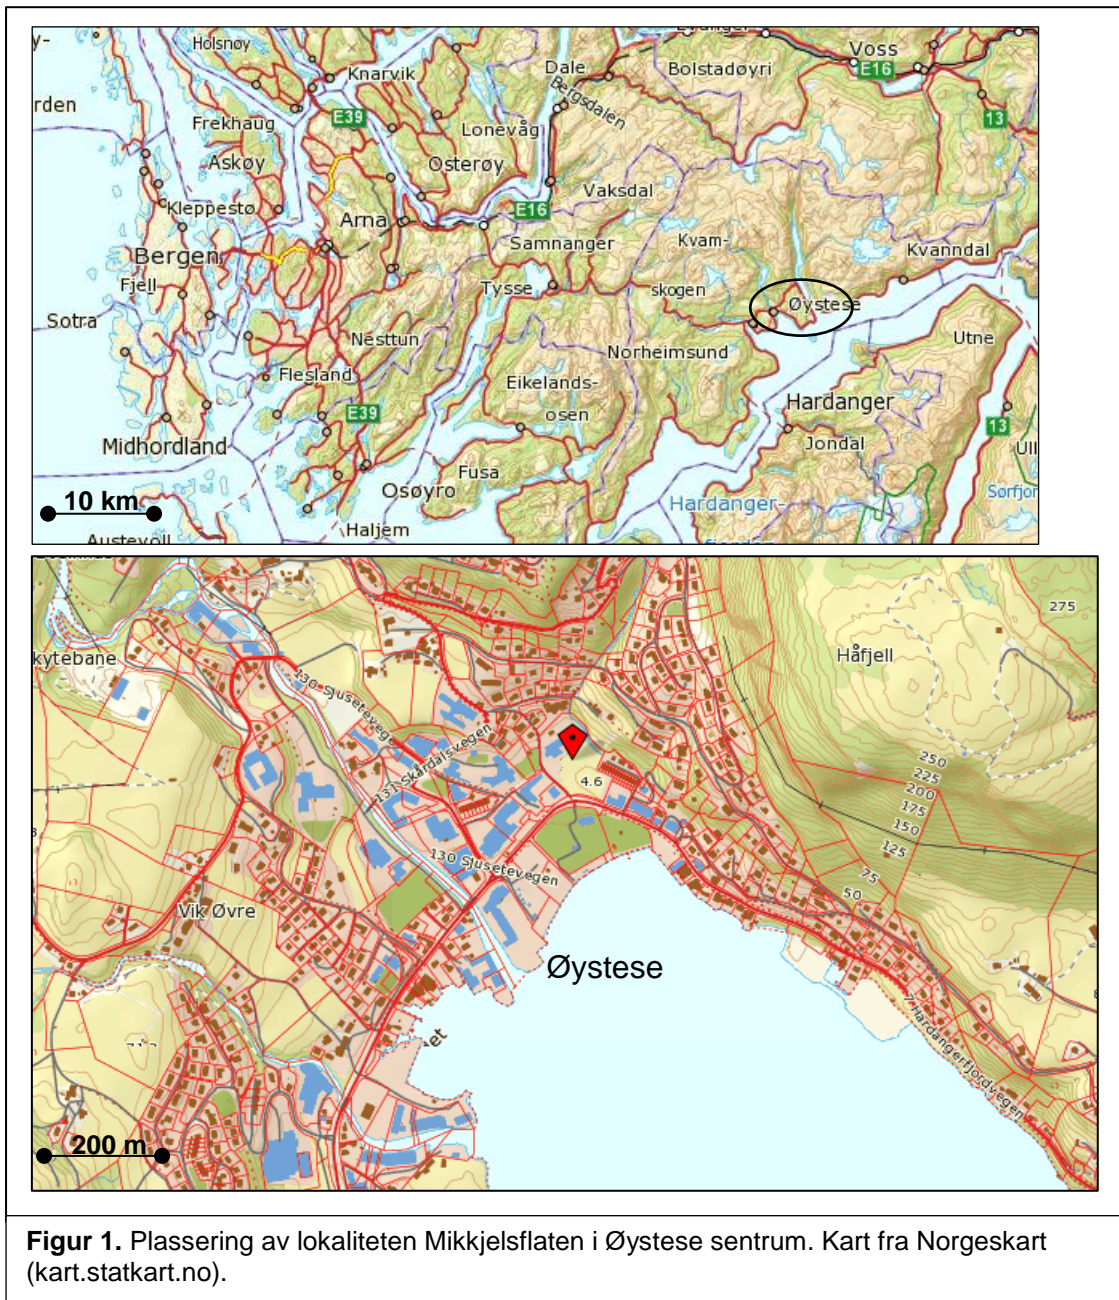 Holsnøy
Knarvik
Dale
Bolstadøyri
Voss
E16
rden
Frekhaug
E39
Lonevåg
Bergsdalen
13
Askøy
Osterøy
Kleppestø
Arna
E16
Vaksdal
Samnanger
Kvam-
Kvanndal
Bergen
Fjell
Tysse
skogen
Øystese
Sotra
Nesttun
Norheimsund
Utne
Flesland
Eikelands-
osen
Hardanger
E39
13
Midhordland
Jondal
Ull
Fusa
10 km
Osøyro
Hardanger-
Sørfjor
Haljem
Austevoll
275
kytebane
Håfjell
130 Sjusetevegen
131 Skårdalsvegen
4.6
250
225
200
175
150
125
130 Sjusetevegen
75
50
Vik Øvre
Øystese
7 Hardangerfjordvegen
200 m
Figur 1. Plassering av lokaliteten Mikkjelsflaten i Øystese sentrum. Kart fra Norgeskart
(kart.statkart.no).